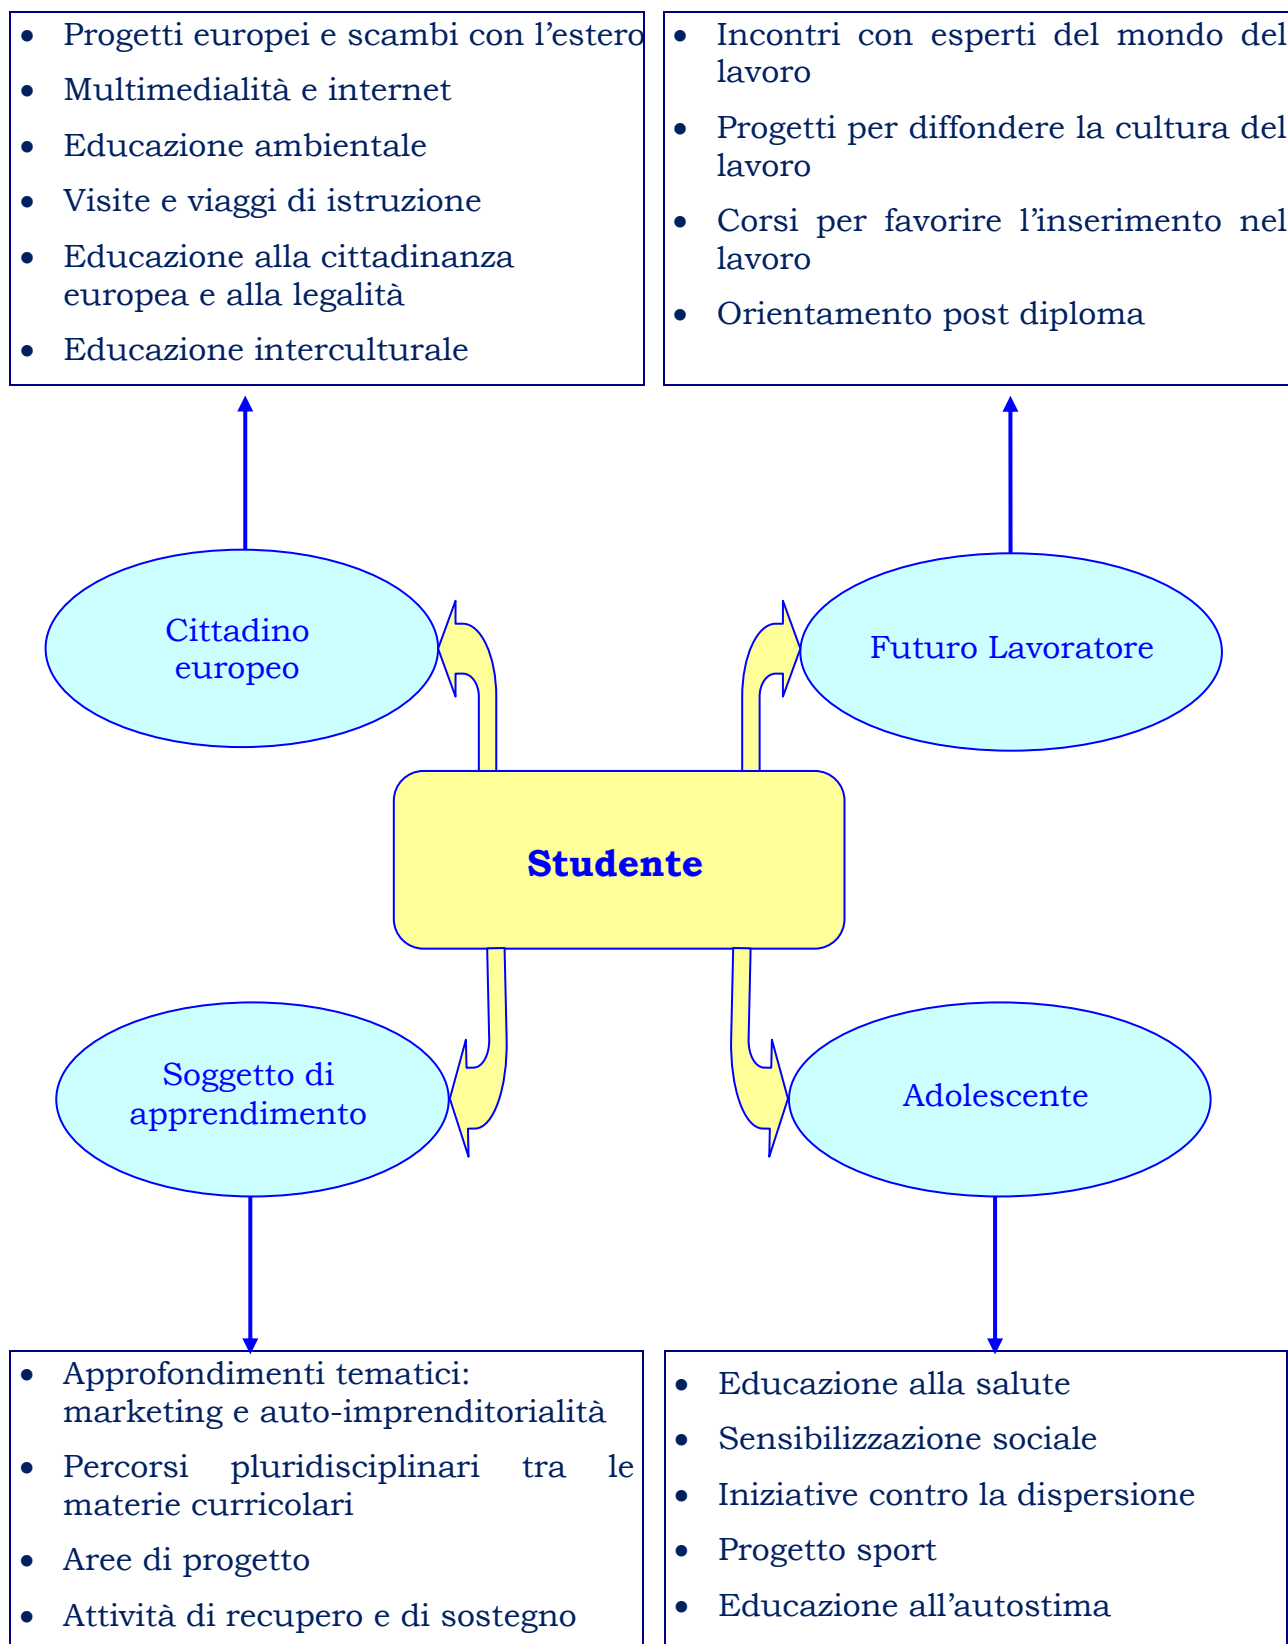 • Progetti europei e scambi con l’estero
• Multimedialità e internet
• Educazione ambientale
• Visite e viaggi di istruzione
• Educazione alla cittadinanza
europea e alla legalità
• Educazione interculturale
• Incontri con esperti del mondo del
lavoro
• Progetti per diffondere la cultura del
lavoro
• Corsi per favorire l’inserimento nel
lavoro
• Orientamento post diploma
Cittadino
europeo
Futuro Lavoratore
Studente
Soggetto di
apprendimento
Adolescente
• Approfondimenti tematici:
marketing e auto-imprenditorialità
• Percorsi pluridisciplinari tra le
materie curricolari
• Aree di progetto
• Attività di recupero e di sostegno
• Educazione alla salute
• Sensibilizzazione sociale
• Iniziative contro la dispersione
• Progetto sport
• Educazione all’autostima